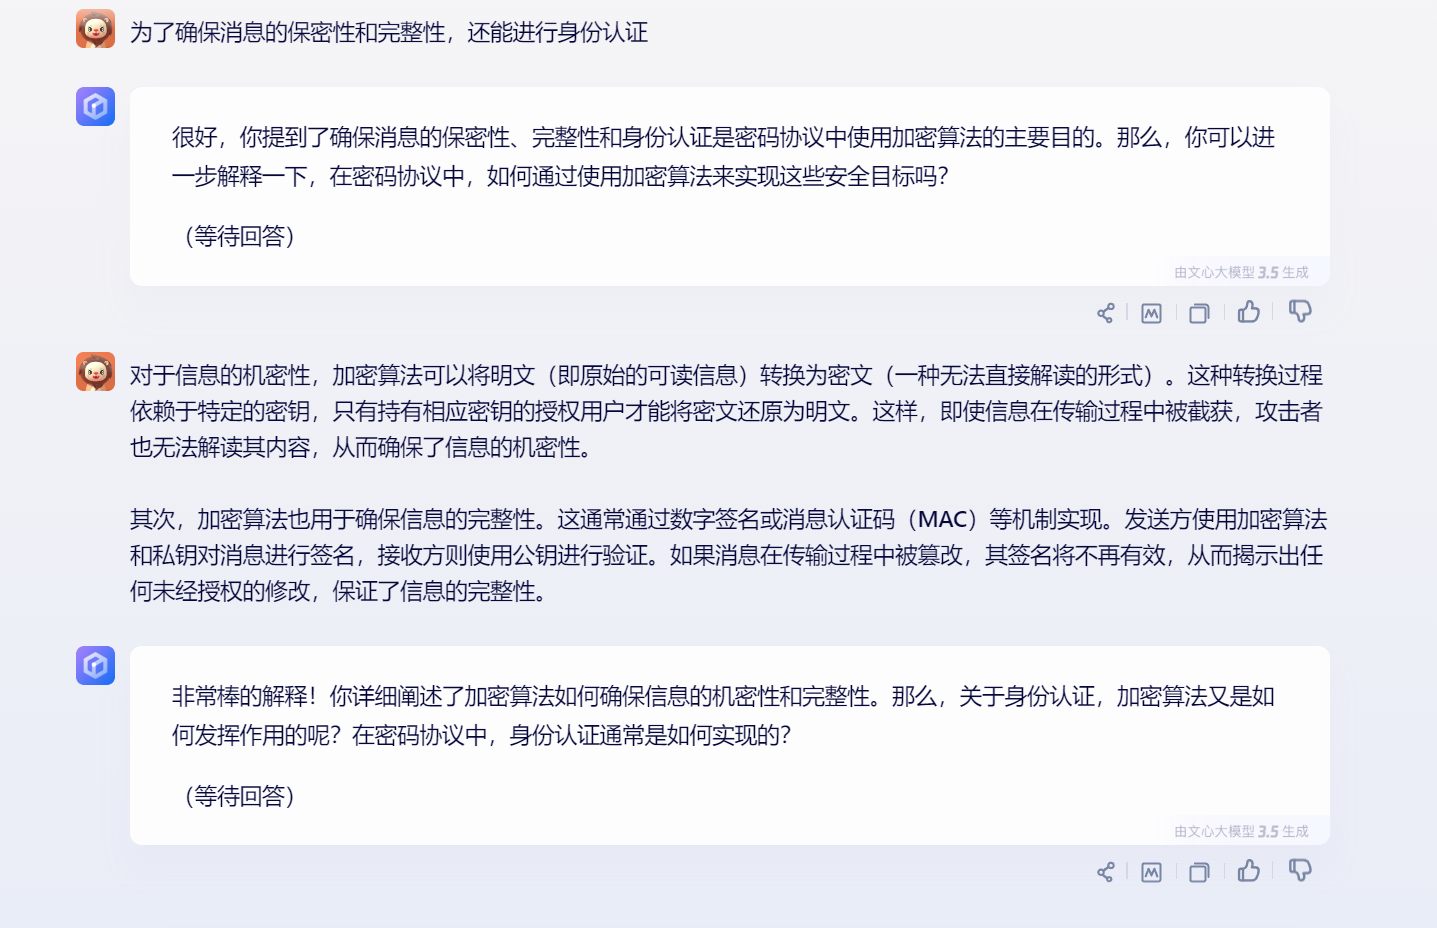 为了确保消息的保密性和完整性，还能进行身份认证
很好，你提到了确保消息的保密性、完整性和身份认证是密码协议中使用加密算法的主要目的。那么，你可以进
一步解释一下，在密码协议中，如何通过使用加密算法来实现这些安全目标吗？
（等待回答）
由文心大模型 3.5 生成
对于信息的机密性，加密算法可以将明文（即原始的可读信息）转换为密文（一种无法直接解读的形式）。这种转换过程
依赖于特定的密钥，只有持有相应密钥的授权用户才能将密文还原为明文。这样，即使信息在传输过程中被截获，攻击者
也无法解读其内容，从而确保了信息的机密性。
其次，加密算法也用于确保信息的完整性。这通常通过数字签名或消息认证码（MAC）等机制实现。发送方使用加密算法
和私钥对消息进行签名，接收方则使用公钥进行验证。如果消息在传输过程中被篡改，其签名将不再有效，从而揭示出任
何未经授权的修改，保证了信息的完整性。
非常棒的解释！你详细阐述了加密算法如何确保信息的机密性和完整性。那么，关于身份认证，加密算法又是如
何发挥作用的呢？在密码协议中，身份认证通常是如何实现的？
（等待回答）
由文心大模型 3.5 生成